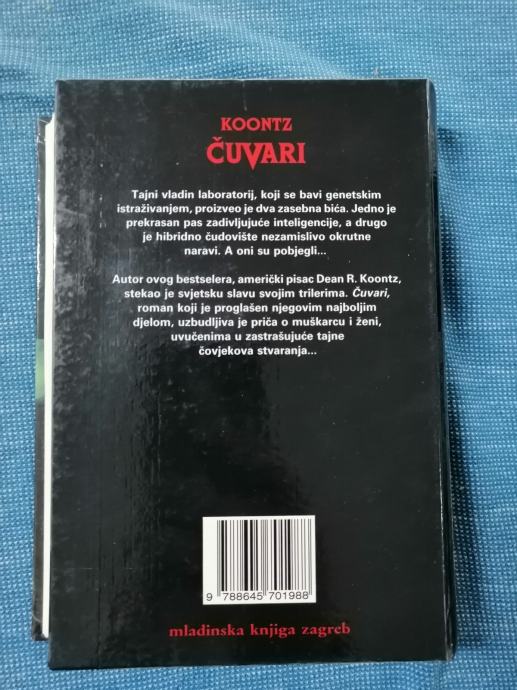 KOONTZ
ČUVARI
Tajni vladin laboratorij, koji se bavi genetskim
istraživanjem, proizveo je dva zasebna bića. Jedno je
prekrasan pas zadivljujuće inteligencije, a drugo
je hibridno čudovište nezamislivo okrutne
naravi. A oni su pobjegli...
Autor ovog bestselera, američki pisac Dean R. Koontz,
stekao je svjetsku slavu svojim trilerima. Čuvari,
roman koji je proglašen njegovim najboljim
djelom, uzbudljiva je priča o muškarcu i ženi,
uvučenima u zastrašujuće tajne
čovjekova stvaranja...
9 788645 701988
mladinska knjiga zagreb